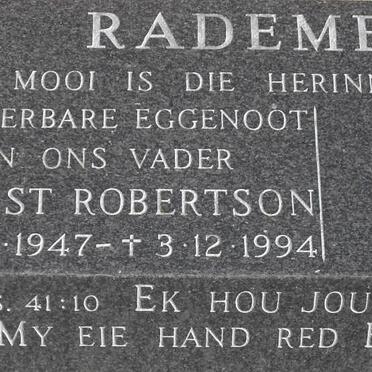 RADEME
MOOI IS DIE HERIN
ERBARE EGGENOOT
N ONS VADER
ST ROBERTSON
.1947-✝3.12.1994
S. 41:10 EK HOU JOU
MY EIE HAND RED